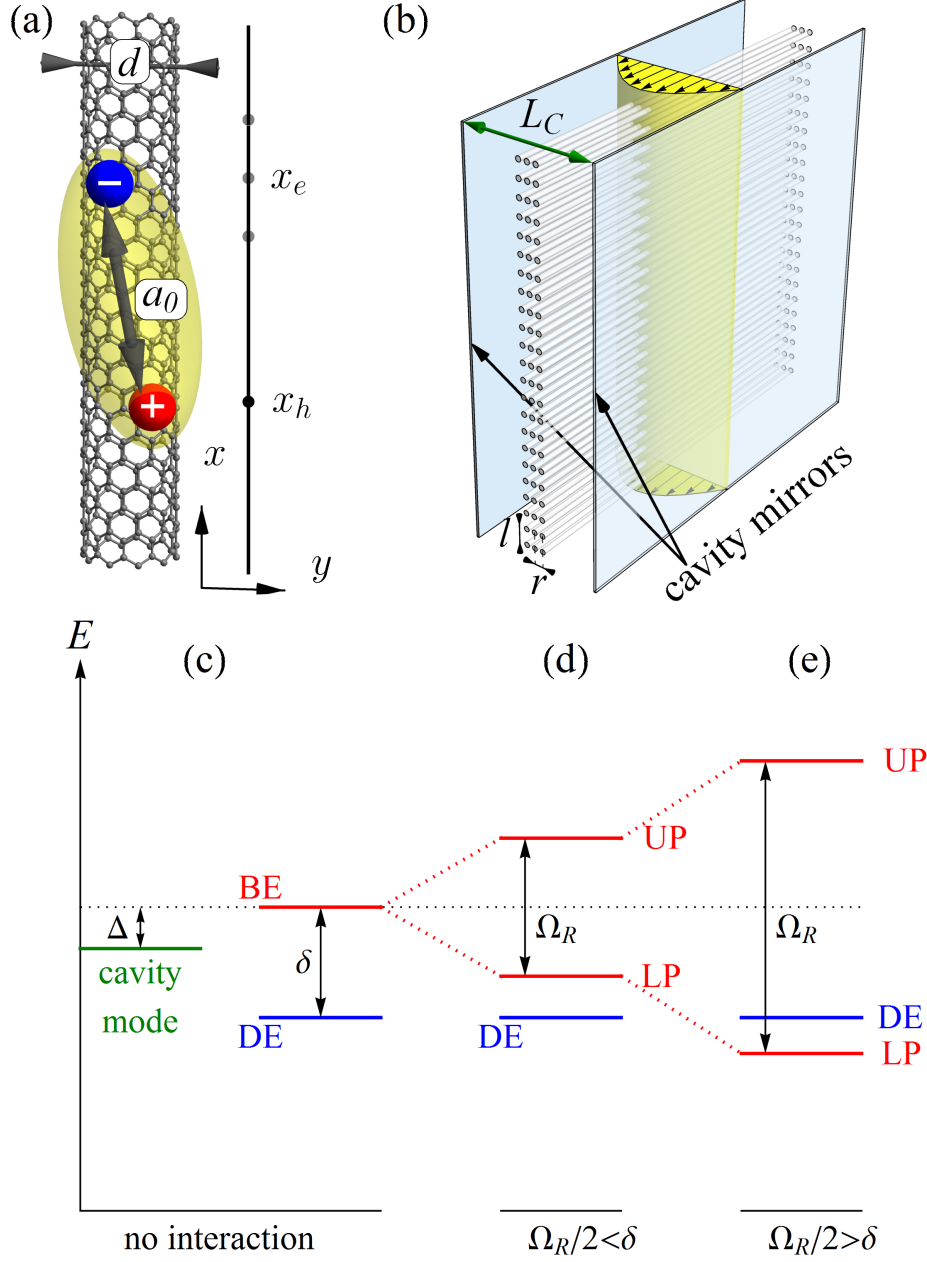 (a)
d
−
x_e
a_0
+
x_h
x
y
(b)
L_C
l
r
cavity mirrors
E
(c)
(d)
(e)
UP
BE
UP
Δ
δ
Ω_R
Ω_R
cavity
mode
LP
DE
DE
DE
LP
no interaction
Ω_R/2<δ
Ω_R/2>δ